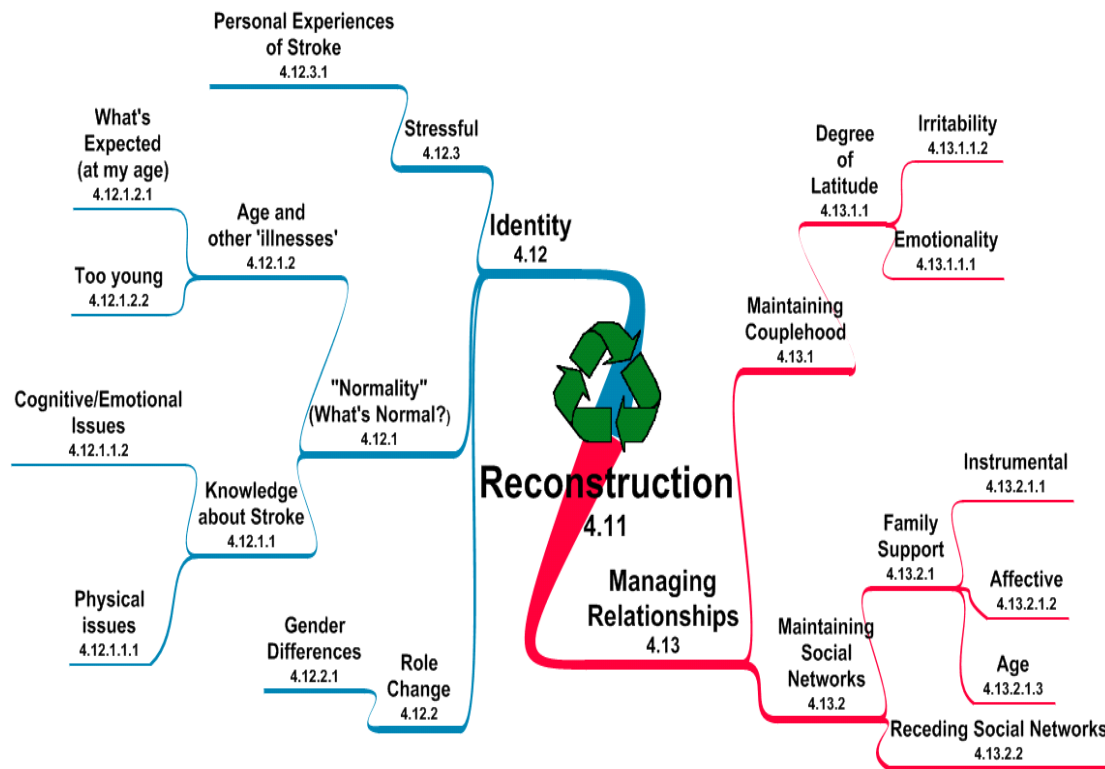 Personal Experiences
of Stroke
4.12.3.1
Stressful
4.12.3
What's
Expected
(at my age)
4.12.1.2.1
Age and
other 'illnesses'
4.12.1.2
Too young
4.12.1.2.2
Identity
4.12
"Normality"
(What's Normal?)
4.12.1
Cognitive/Emotional
Issues
4.12.1.1.2
Knowledge
about Stroke
4.12.1.1
Physical
issues
4.12.1.1.1
Gender
Differences
4.12.2.1
Role
Change
4.12.2
Reconstruction
4.11
Managing
Relationships
4.13
Maintaining
Couplehood
4.13.1
Degree
of
Latitude
4.13.1.1
Irritability
4.13.1.1.2
Emotionality
4.13.1.1.1
Maintaining
Social
Networks
4.13.2
Family
Support
4.13.2.1
Instrumental
4.13.2.1.1
Affective
4.13.2.1.2
Age
4.13.2.1.3
Receding Social Networks
4.13.2.2